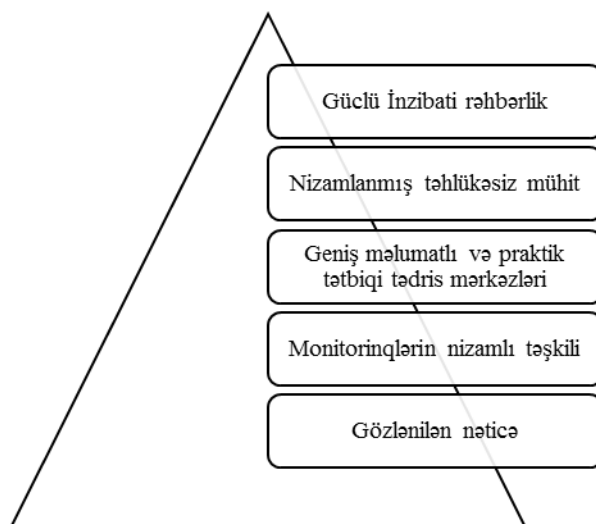 Güclü İnzibati rəhbərlik
Nizamlanmış təhlükəsiz mühit
Geniş məlumatlı və praktik
tətbiqi tədris mərkəzləri
Monitorinqlərin nizamlı təşkili
Gözlənilən nəticə